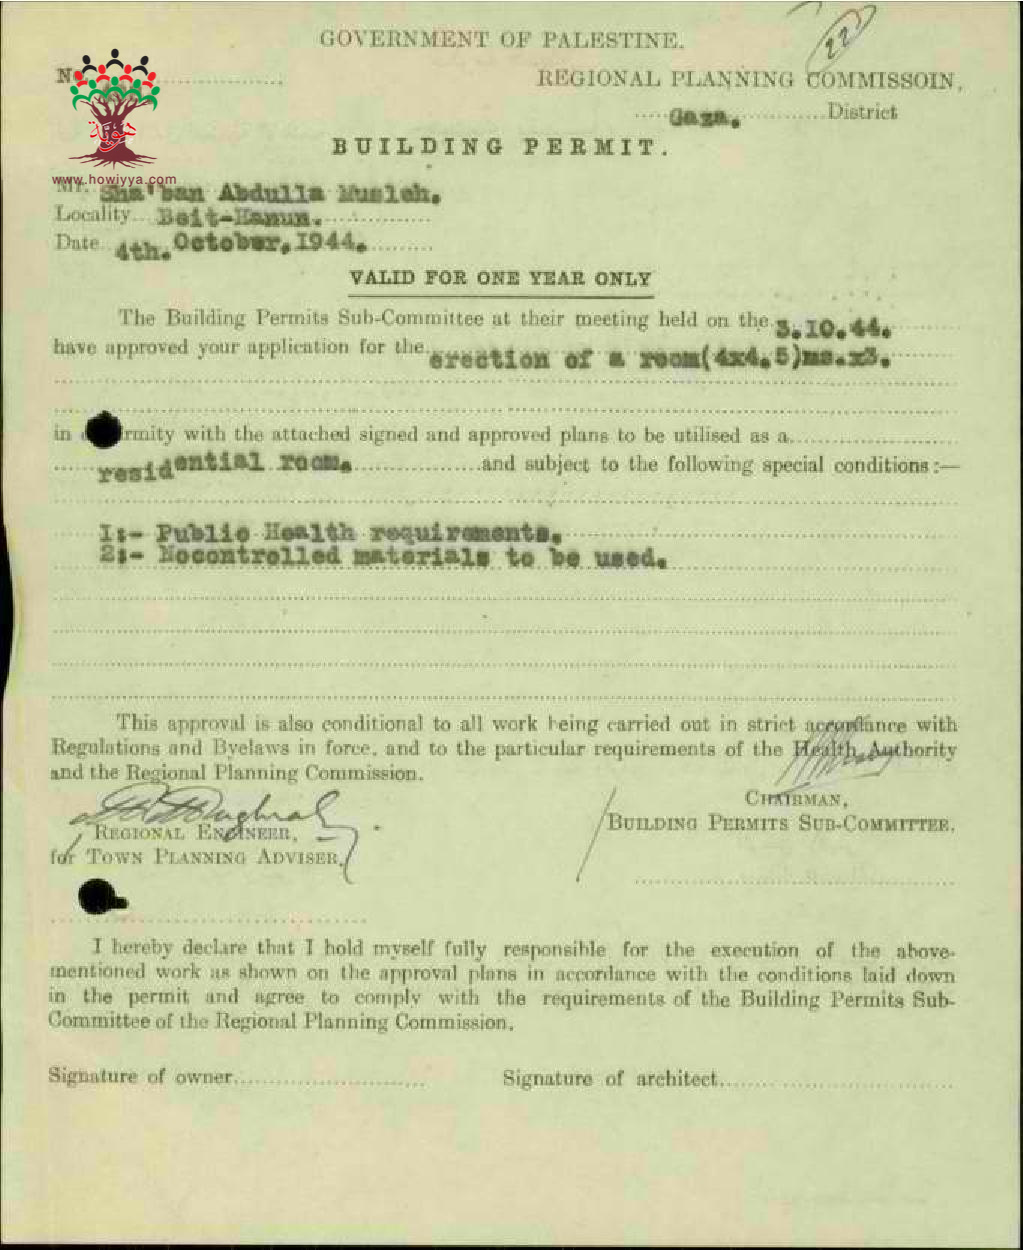 GOVERNMENT OF PALESTINE.
221
REGIONAL PLANNING COMMISSOIN,
Gaza. District
حوية
www.howiyya.com
BUILDING PERMIT.
Mr. Sha'ban Abdulla Musleh.
Locality Beit-Hanun.
Date 4th. October, 1944.
VALID FOR ONE YEAR ONLY
The Building Permits Sub-Committee at their meeting held on the 3.10.44.
have approved your application for the erection of a room(4x4.5)ms.x3.
in rmity with the attached signed and approved plans to be utilised as a
residential room. and subject to the following special conditions :—
1:- Public Health requirements.
2:- Nocontrolled materials to be used.
This approval is also conditional to all work being carried out in strict accordance with
Regulations and Byelaws in force, and to the particular requirements of the Health Authority
and the Regional Planning Commission.
CHAIRMAN,
BUILDING PERMITS SUB-COMMITTEE.
REGIONAL ENGINEER,
for TOWN PLANNING ADVISER,
I hereby declare that I hold myself fully responsible for the execution of the above-
mentioned work as shown on the approval plans in accordance with the conditions laid down
in the permit and agree to comply with the requirements of the Building Permits Sub-
Committee of the Regional Planning Commission.
Signature of owner
Signature of architect